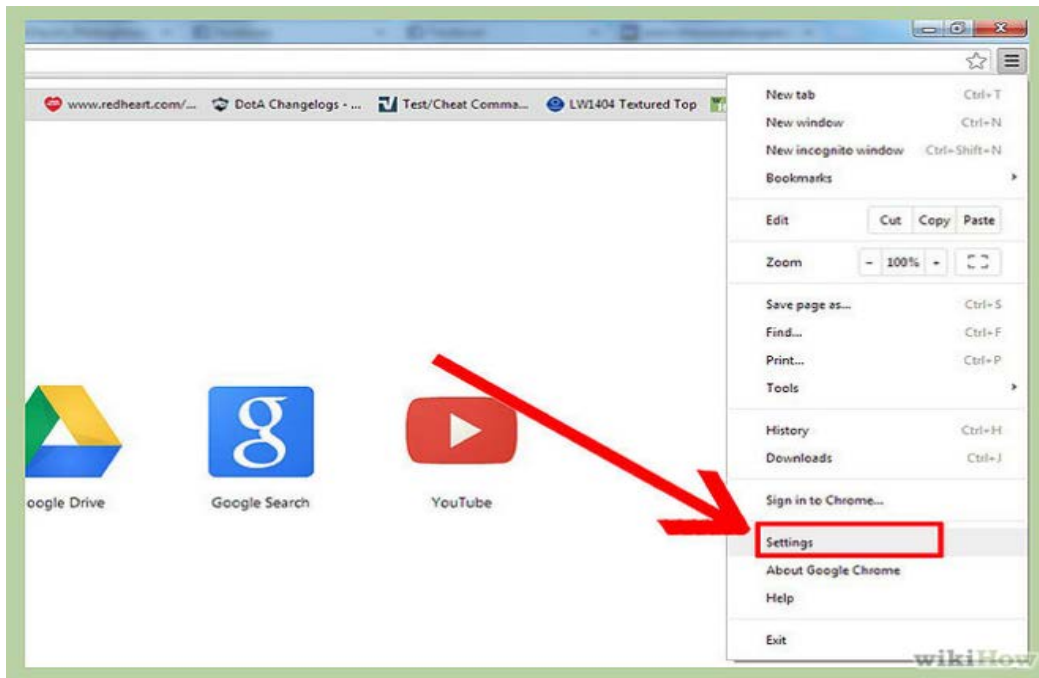 www.redheart.com/... DotA Changelogs - ... Test/Cheat Comma... LW1404 Textured Top
New tab Ctrl+T
New window Ctrl+N
New incognito window Ctrl+Shift+N
Bookmarks
Edit Cut Copy Paste
Zoom - 100% +
Save page as... Ctrl+S
Find... Ctrl+F
Print... Ctrl+P
Tools
History Ctrl+H
Downloads Ctrl+J
Sign in to Chrome...
Settings
About Google Chrome
Help
Exit
g
oogle Drive Google Search YouTube
wikiHow